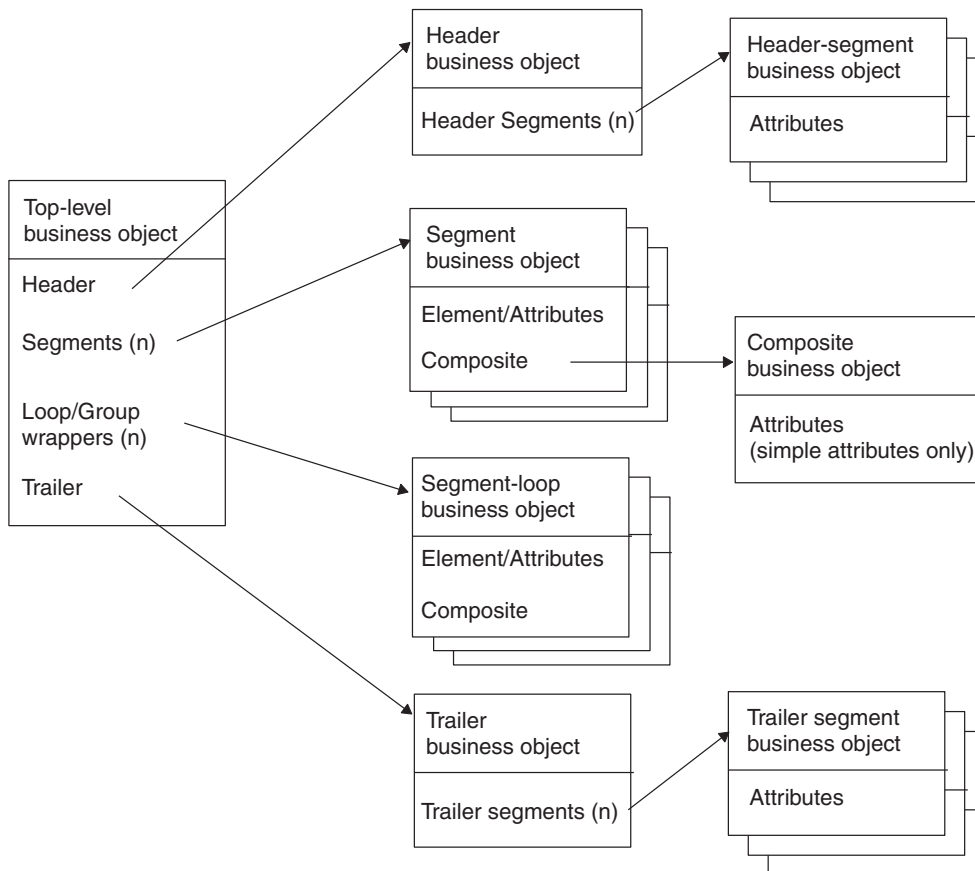 Top-level
business object
Header
Segments (n)
Loop/Group
wrappers (n)
Trailer
Header
business object
Header Segments (n)
Header-segment
business object
Attributes
Segment
business object
Element/Attributes
Composite
Composite
business object
Attributes
(simple attributes only)
Segment-loop
business object
Element/Attributes
Composite
Trailer
business object
Trailer segments (n)
Trailer segment
business object
Attributes